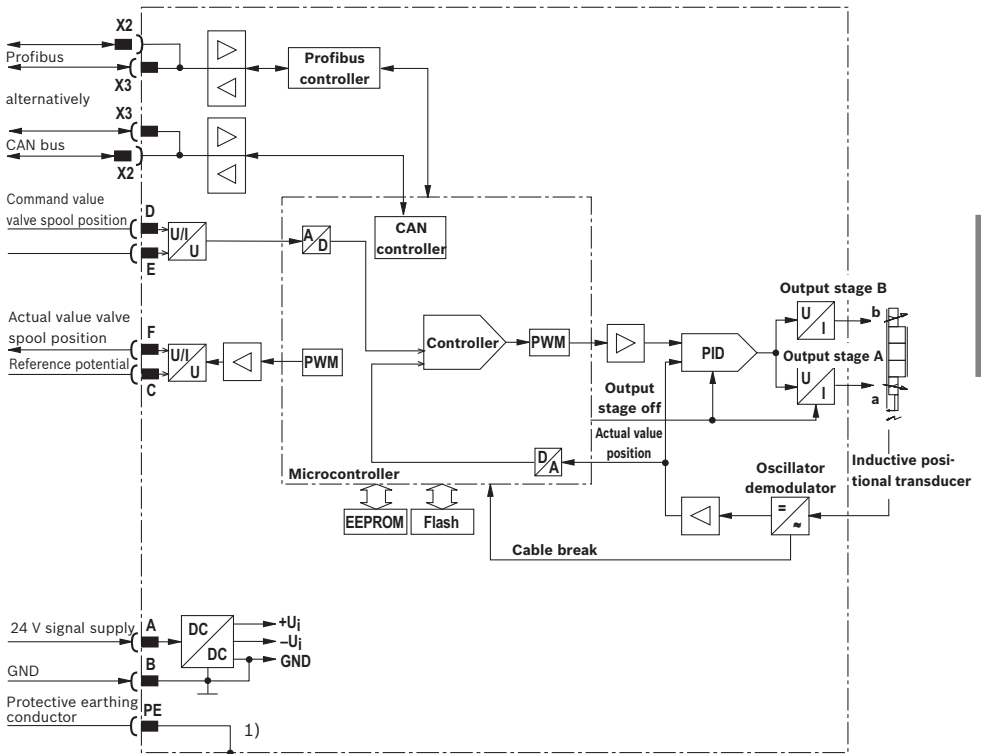 X2
Profibus
X3
Profibus
controller
alternatively
X3
CAN bus
X2
Command value
valve spool position
D
E
U/I
U
A
D
CAN
controller
Actual value valve
spool position
F
Reference potential
C
U/I
U
PWM
Controller
PWM
PID
Output stage B
U
I
b
Output stage A
U
I
a
Output
stage off
Actual value
position
D
A
Microcontroller
EEPROM
Flash
Oscillator
demodulator
=
≈
Inductive posi-
tional transducer
Cable break
24 V signal supply
A
DC
DC
+Ui
–Ui
GND
B
GND
Protective earthing
conductor
PE
1)